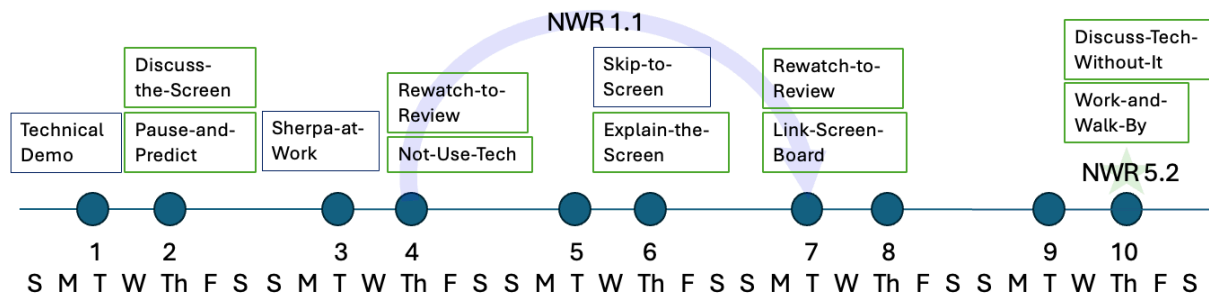 NWR 1.1
Discuss-Tech-
Without-It
Discuss-
the-Screen
Skip-to-
Screen
Rewatch-to-
Review
Rewatch-to-
Review
Work-and-
Walk-By
Technical
Demo
Pause-and-
Predict
Sherpa-at-
Work
Not-Use-Tech
Explain-the-
Screen
Link-Screen-
Board
NWR 5.2
1 2 3 4 5 6 7 8 9 10
S M T W Th F S S M T W Th F S S M T W Th F S S M T W Th F S S M T W Th F S